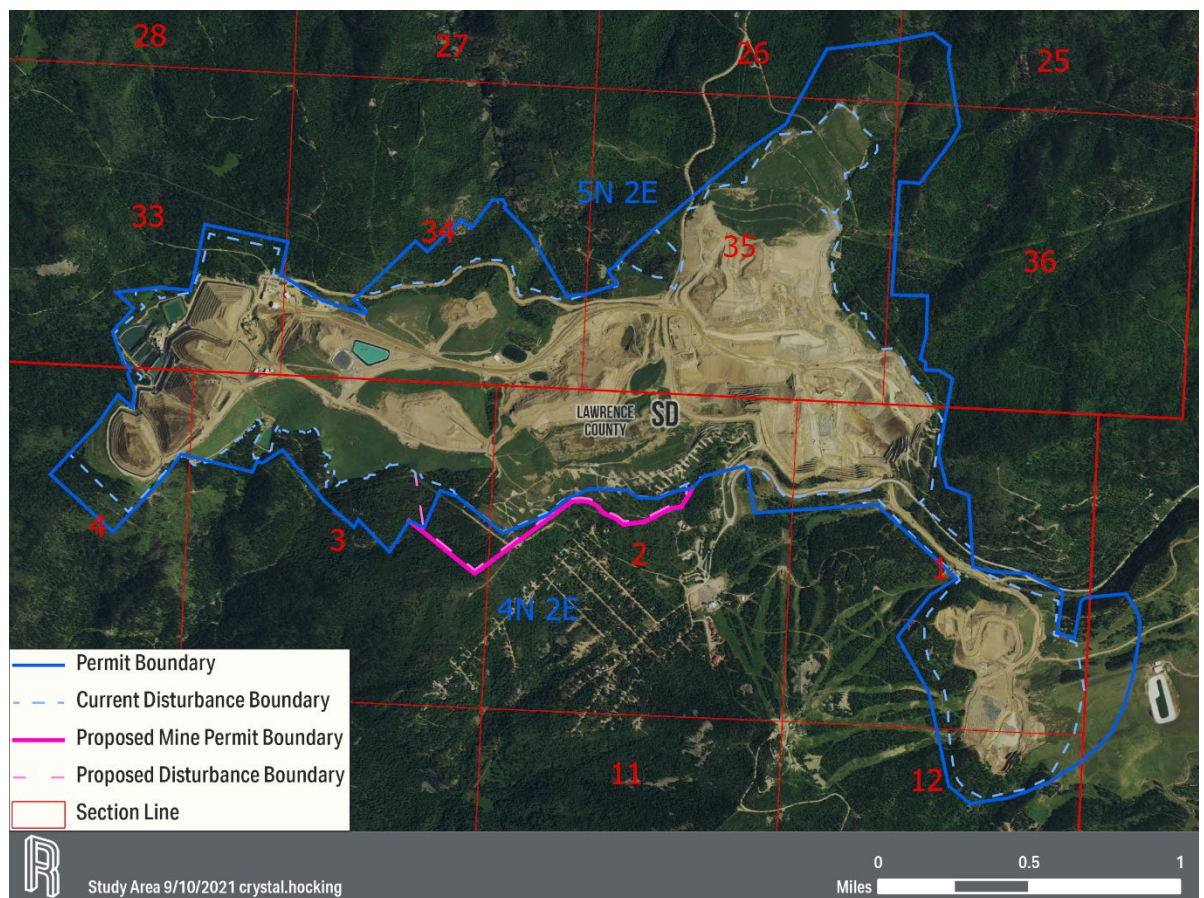 28
27
26
25
5N 2E
33
34
35
36
LAWRENCE
COUNTY
SD
4
3
2
1
4N 2E
11
12
Permit Boundary
Current Disturbance Boundary
Proposed Mine Permit Boundary
Proposed Disturbance Boundary
Section Line
R
Study Area 9/10/2021 crystal.hocking
0 0.5 1
Miles